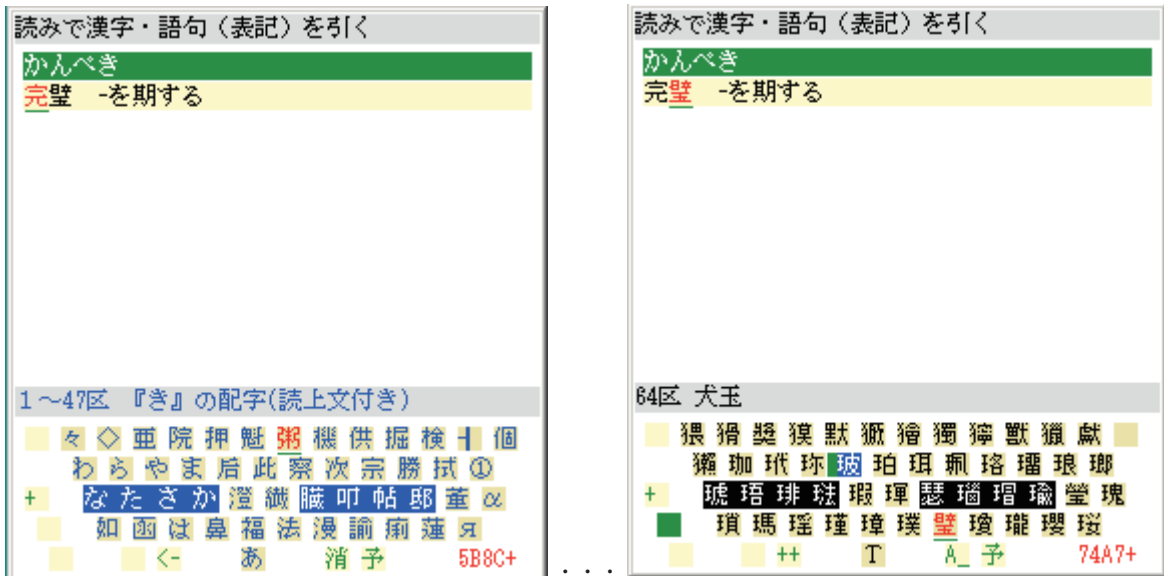 読みで漢字・語句（表記）を引く
かんぺき
完璧 -を期する
1～47区 『き』の配字(読上文付き)
々 ◇ 亜 院 押 魁 粥 機 供 掘 検 ┨ 個
わ ら や ま 后 此 察 次 宗 勝 拭 ①
+ な た さ か 澄 繊 臓 叩 帖 邸 董 α
如 函 は 鼻 福 法 漫 諭 痢 蓮 я
<- あ 消 予 5B8C+
. . .
読みで漢字・語句（表記）を引く
かんぺき
完璧 -を期する
64区 犬玉
猥 猾 奬 獏 默 獗 獪 獨 獰 獸 獵 獻
獺 珈 玳 珎 玻 珀 珥 珮 珞 璢 琅 瑯
+ 琥 珸 琲 琺 瑕 琿 瑟 瑙 瑁 瑜 瑩 瑰
瑣 瑪 瑶 瑾 璋 璞 璧 瓊 瓏 瓔 珱
++ T A_ 予 74A7+